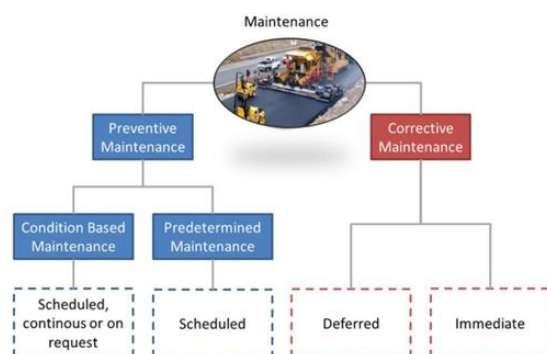 Maintenance
Preventive
Maintenance
Corrective
Maintenance
Condition Based
Maintenance
Predetermined
Maintenance
Scheduled,
continous or on
request
Scheduled
Deferred
Immediate